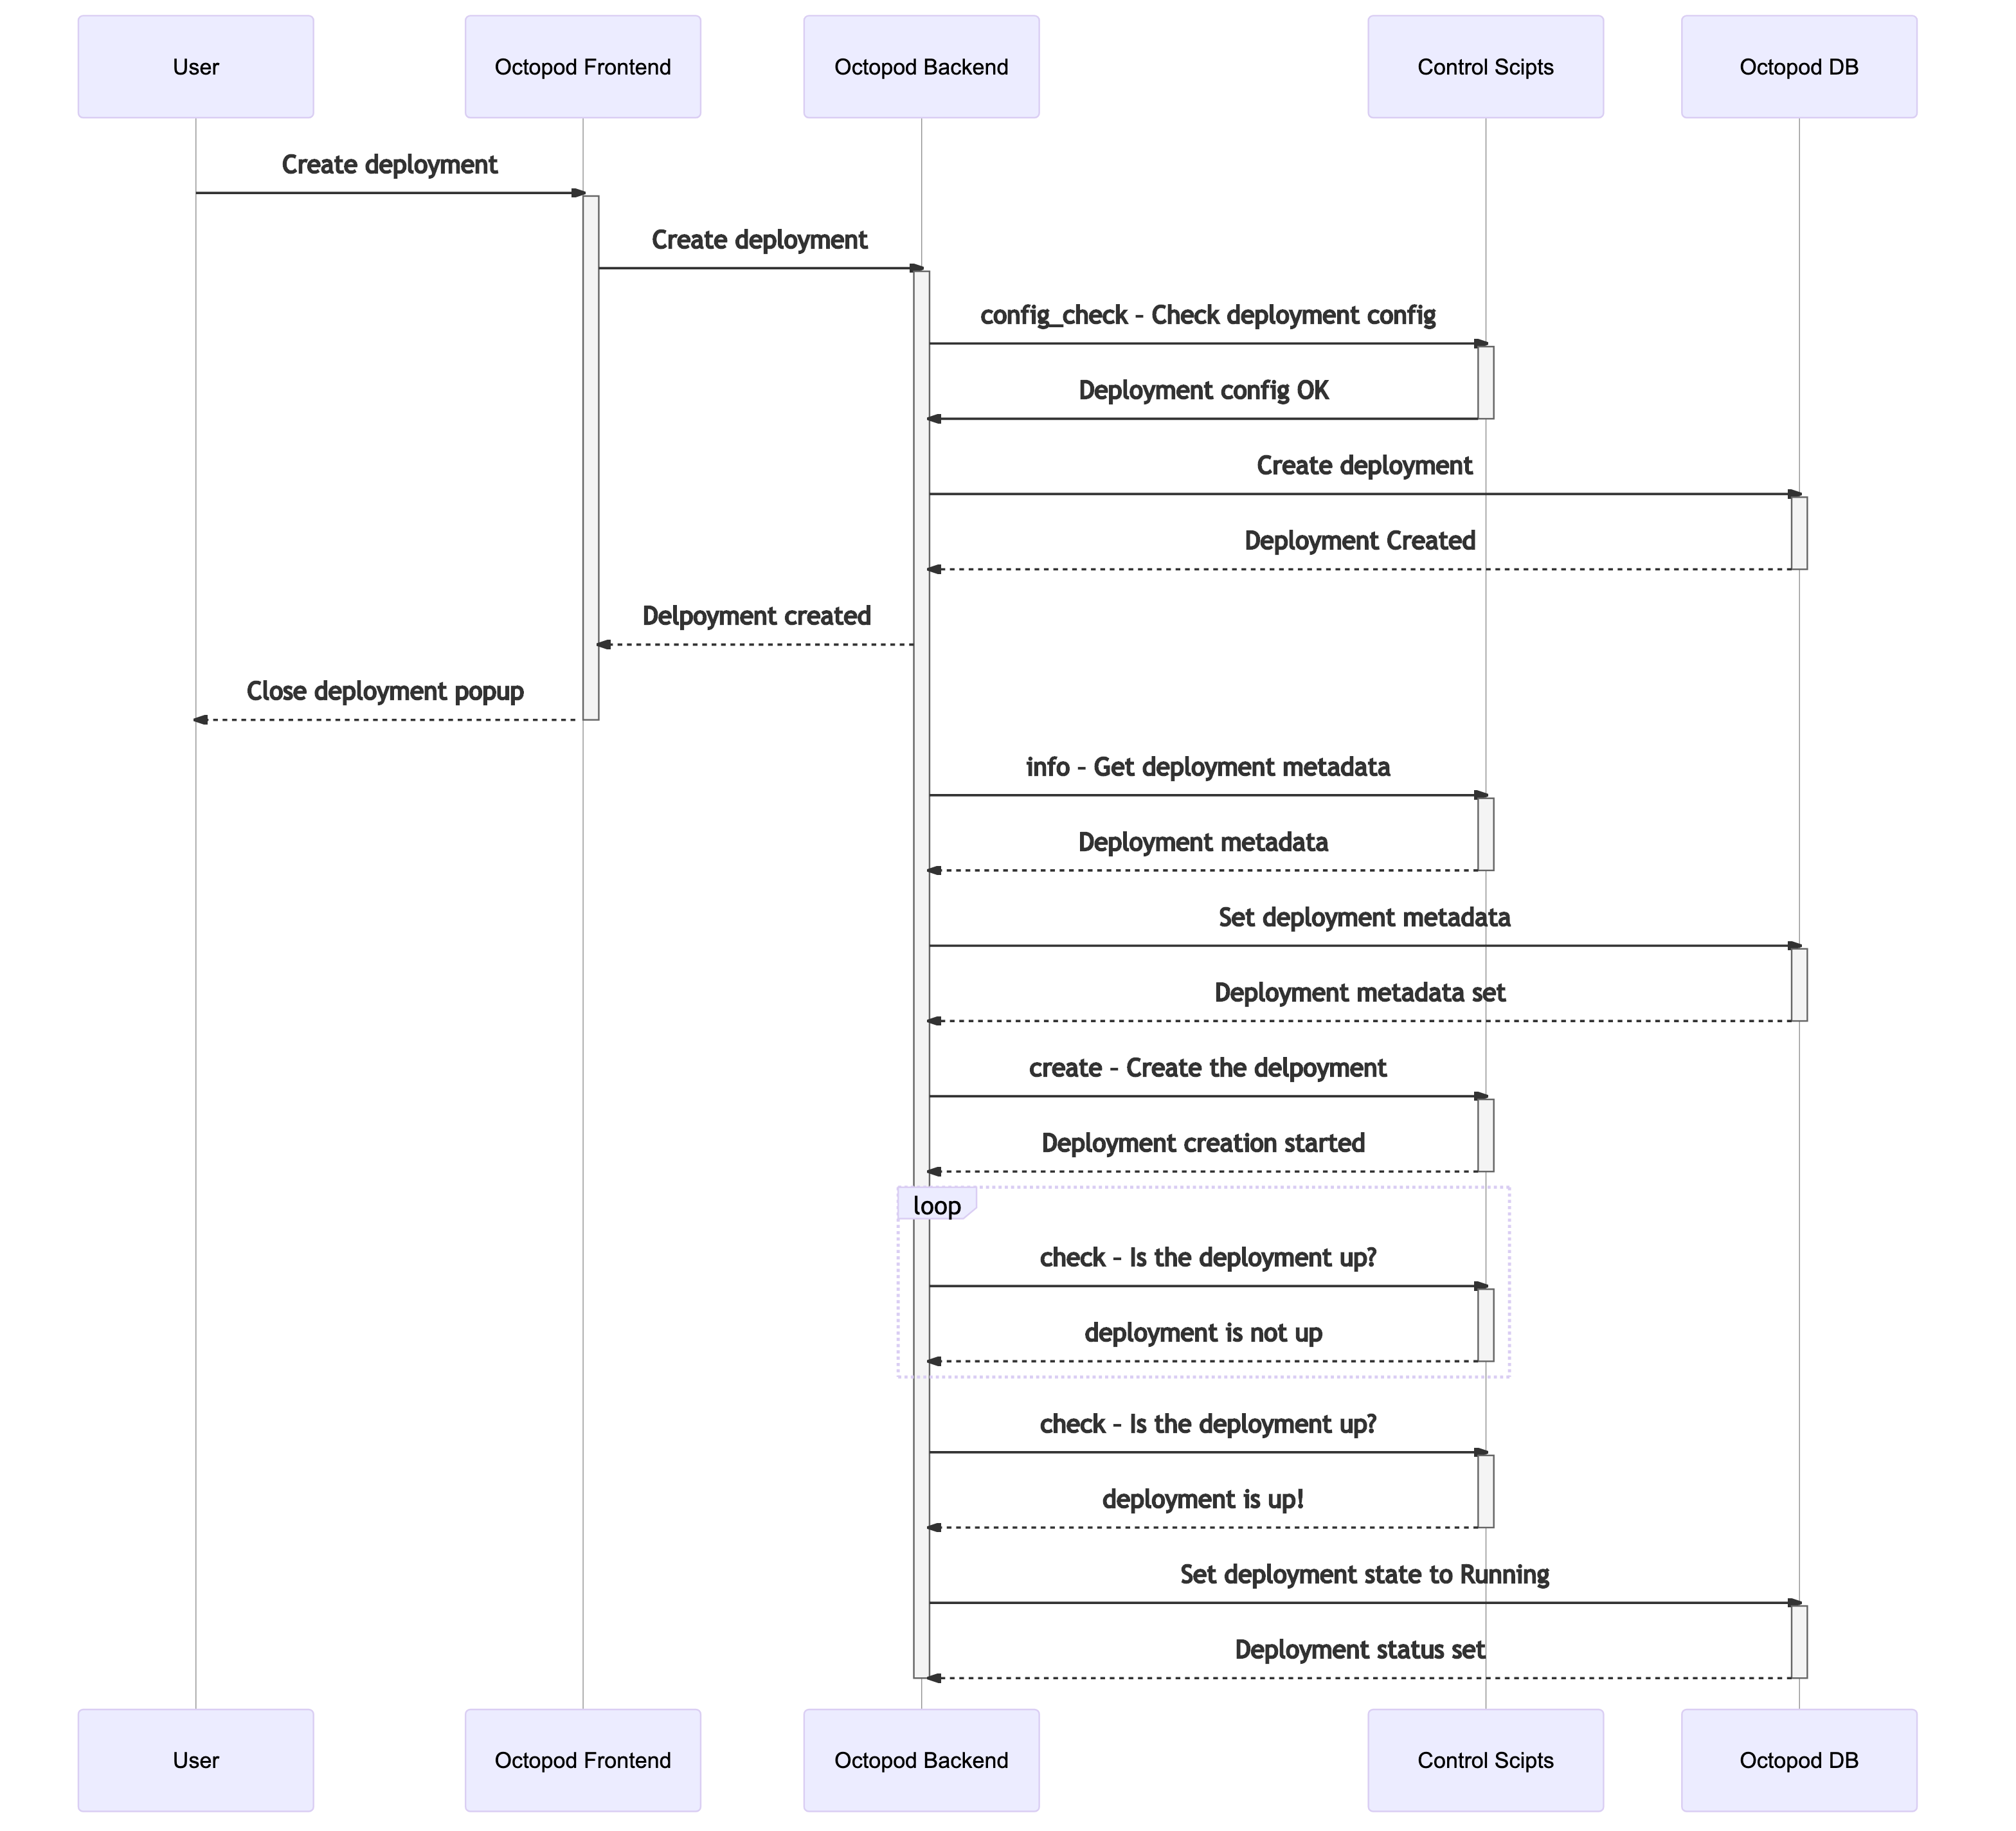 User
Octopod Frontend
Octopod Backend
Control Scipts
Octopod DB
Create deployment
Create deployment
config_check - Check deployment config
Deployment config OK
Create deployment
Deployment Created
Delpoyment created
Close deployment popup
info - Get deployment metadata
Deployment metadata
Set deployment metadata
Deployment metadata set
create - Create the delpoyment
Deployment creation started
loop
check - Is the deployment up?
deployment is not up
check - Is the deployment up?
deployment is up!
Set deployment state to Running
Deployment status set
User
Octopod Frontend
Octopod Backend
Control Scipts
Octopod DB